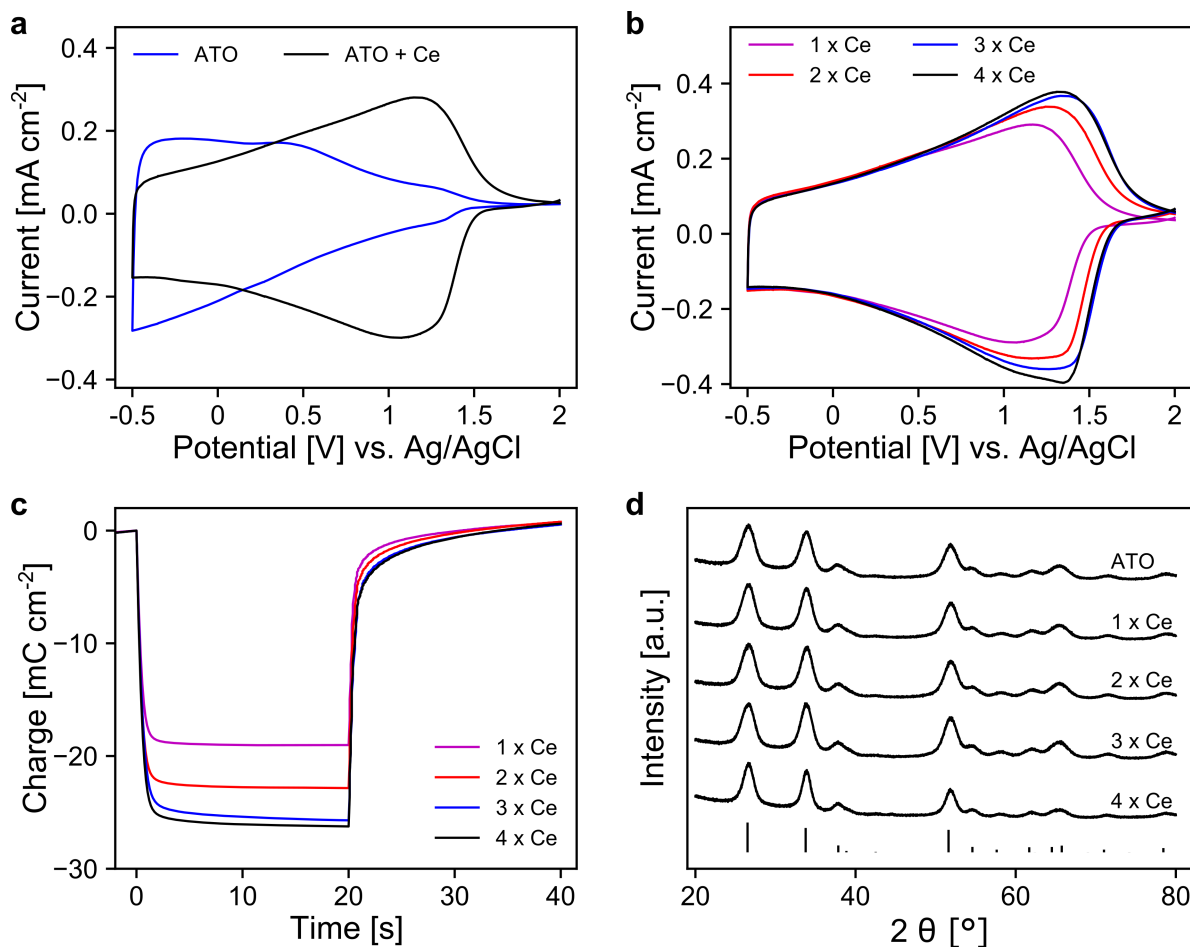 a
ATO
ATO + Ce
0.4
0.2
0.0
−0.2
−0.4
Current [mA cm-2]
-0.5
0
0.5
1
1.5
2
Potential [V] vs. Ag/AgCl
b
1 x Ce
2 x Ce
3 x Ce
4 x Ce
0.4
0.2
0.0
−0.2
−0.4
Current [mA cm-2]
-0.5
0
0.5
1
1.5
2
Potential [V] vs. Ag/AgCl
c
0
−10
−20
−30
Charge [mC cm-2]
1 x Ce
2 x Ce
3 x Ce
4 x Ce
0
10
20
30
40
Time [s]
d
Intensity [a.u.]
ATO
1 x Ce
2 x Ce
3 x Ce
4 x Ce
20
40
60
80
2 θ [°]